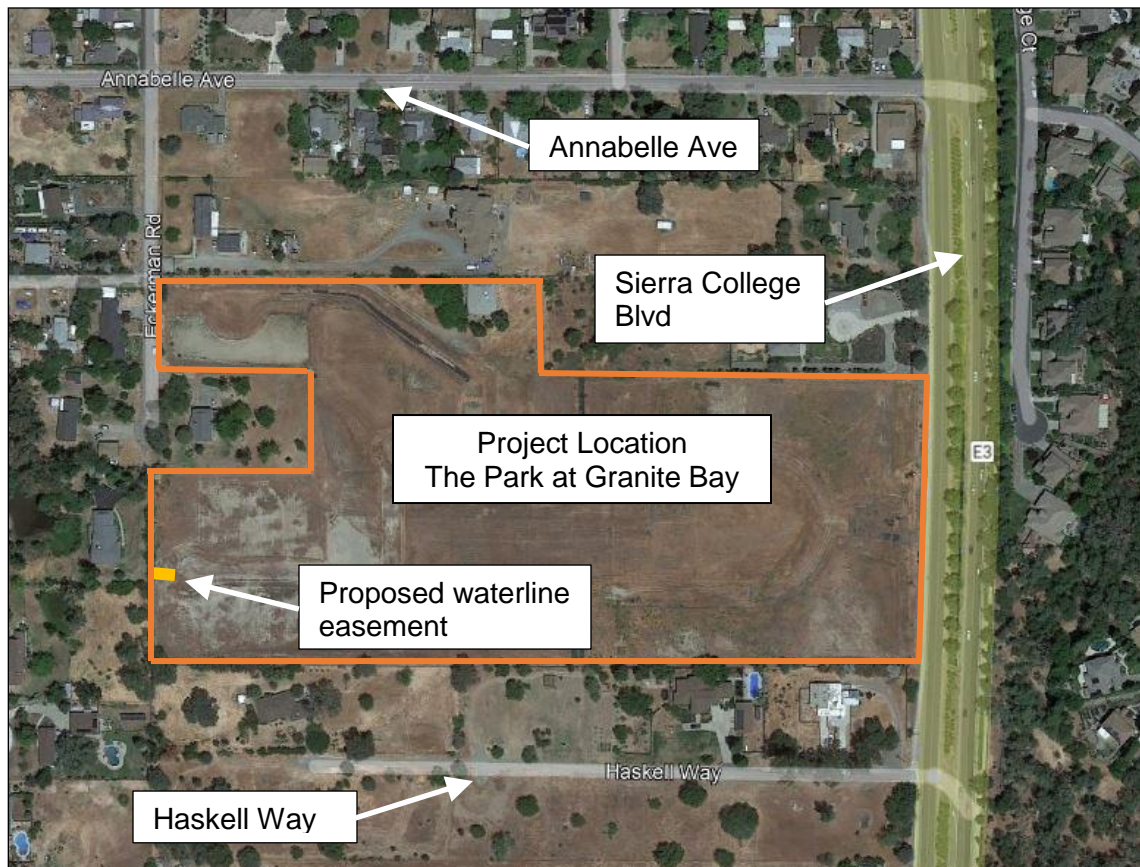 Annabelle Ave
Annabelle Ave
Eckerman Rd
Sierra College
Blvd
Project Location
The Park at Granite Bay
E3
Proposed waterline
easement
Haskell Way
Haskell Way